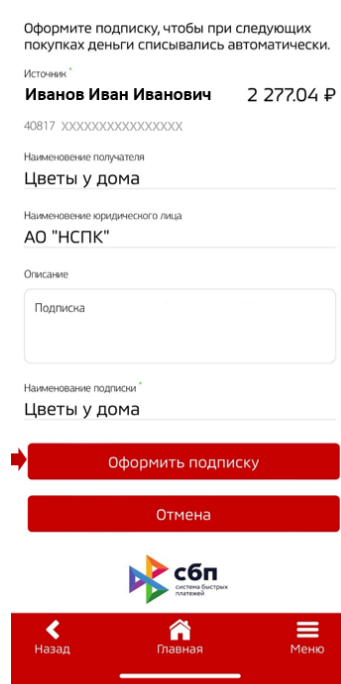 Оформите подписку, чтобы при следующих
покупках деньги списывались автоматически.
Источник *
Иванов Иван Иванович 2 277.04 ₽
40817 XXXXXXXXXXXXXXXX
Наименовение получателя
Цветы у дома
Наименовение юридического лица
АО "НСПК"
Описание
Подписка
Наименование подписки *
Цветы у дома
Оформить подписку
Отмена
сбп
система быстрых
платежей
Назад Главная Меню